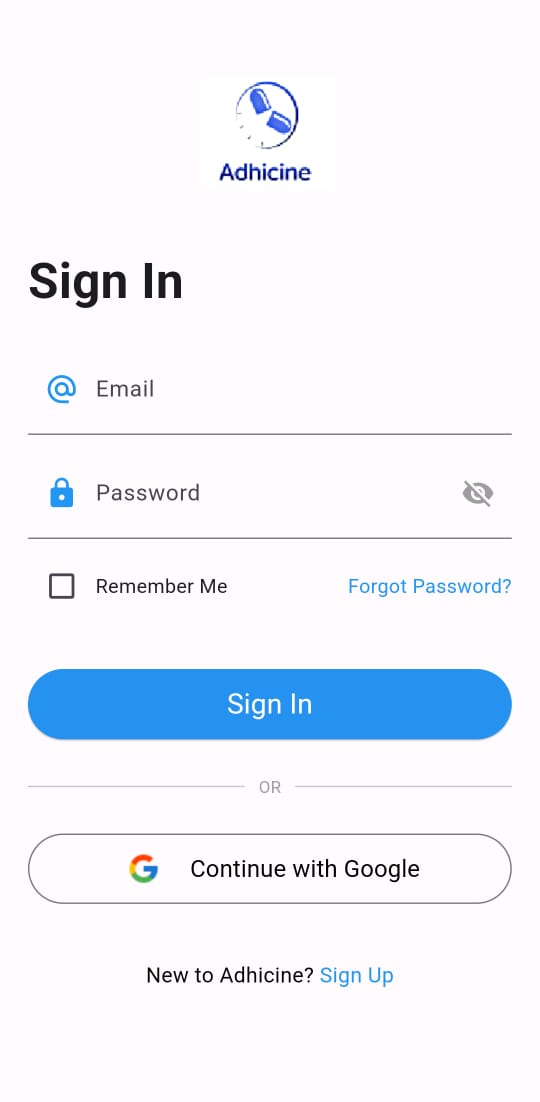 Adhicine
Sign In
Email
Password
Remember Me Forgot Password?
Sign In
OR
Continue with Google
New to Adhicine? Sign Up